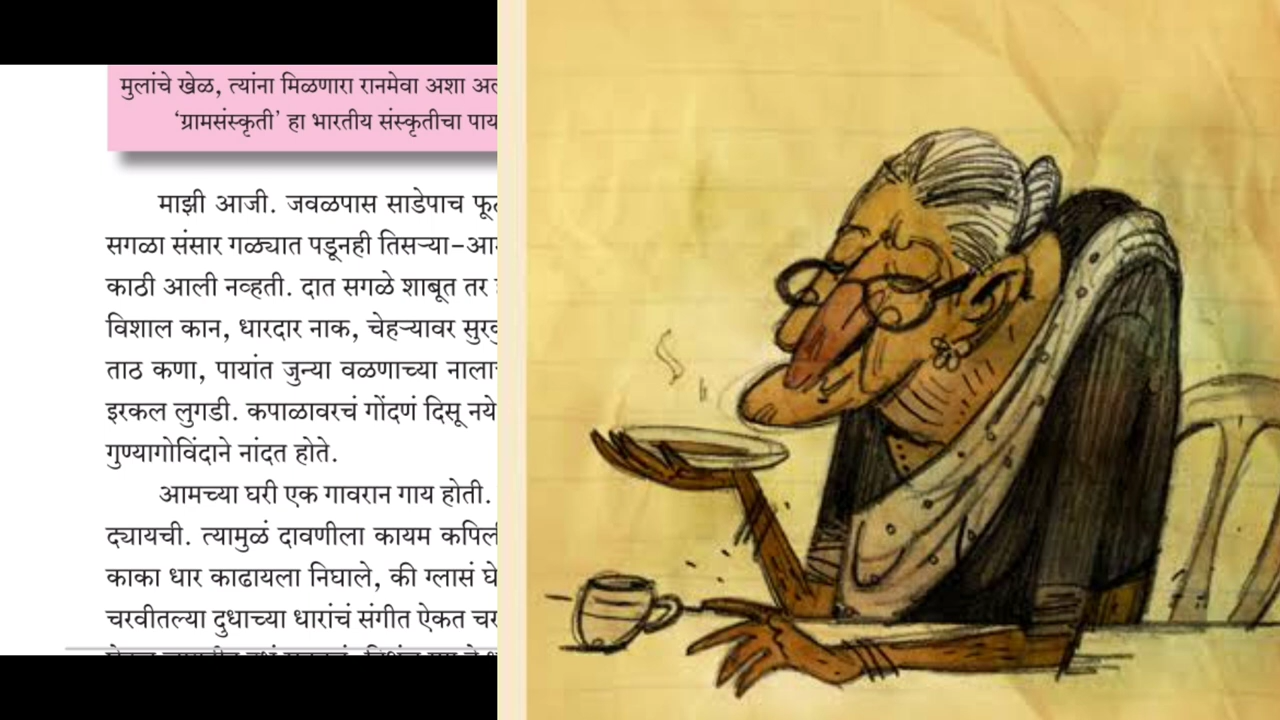 मुलांचे खेळ, त्यांना मिळणारा रानमेवा अशा
'ग्रामसंस्कृती' हा भारतीय संस्कृतीचा
माझी आजी. जवळपास साडेपाच
सगळा संसार गळ्यात पडूनही तिसऱ्या-
काठी आली नव्हती. दात सगळे शाबूत तर
विशाल कान, धारदार नाक, चेहऱ्यावर
ताठ कणा, पायांत जुन्या वळणाच्या
इरकल लुगडी. कपाळावरचं गोंदणं दिसू नये
गुण्यागोविंदाने नांदत होते.
आमच्या घरी एक गावरान गाय होती.
द्यायची. त्यामुळं दावणीला कायम
काका धार काढायला निघाले, की ग्लासं
चरवीतल्या दुधाच्या धारांचं संगीत ऐकत